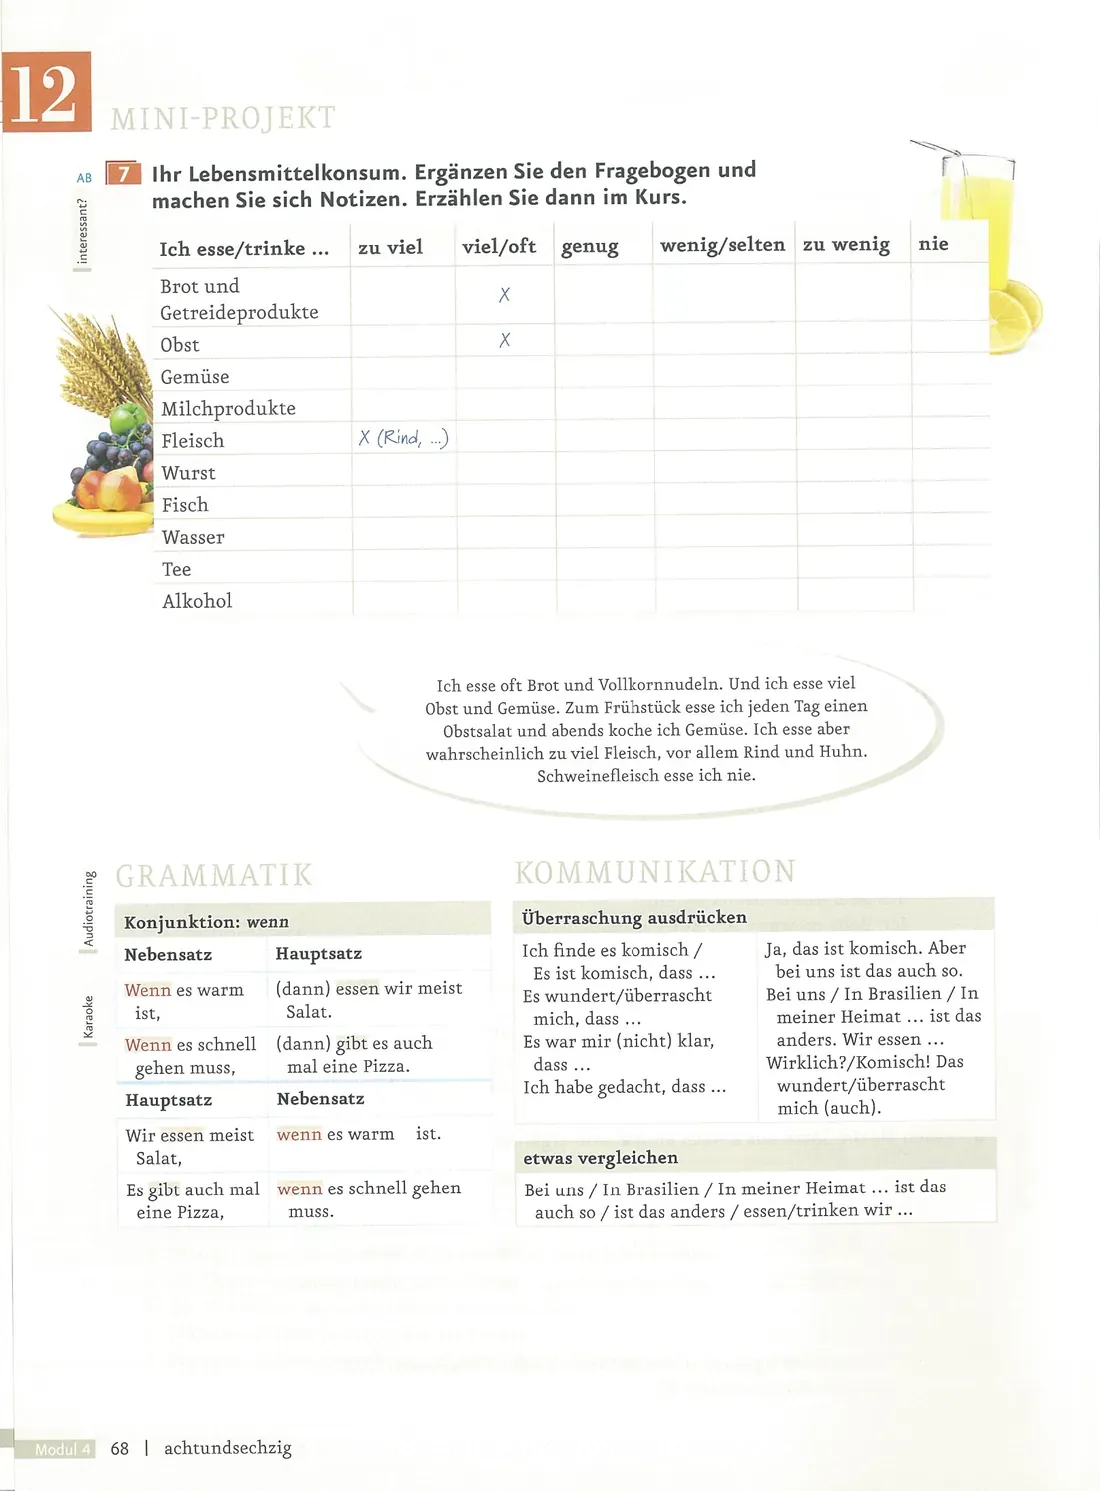 12
MINI-PROJEKT
AB
7
Ihr Lebensmittelkonsum. Ergänzen Sie den Fragebogen und
machen Sie sich Notizen. Erzählen Sie dann im Kurs.
interessant?
Ich esse/trinke ... zu viel viel/oft genug wenig/selten zu wenig nie
Brot und
Getreideprodukte X
Obst X
Gemüse
Milchprodukte
Fleisch X (Rind, ...)
Wurst
Fisch
Wasser
Tee
Alkohol
Ich esse oft Brot und Vollkornnudeln. Und ich esse viel
Obst und Gemüse. Zum Frühstück esse ich jeden Tag einen
Obstsalat und abends koche ich Gemüse. Ich esse aber
wahrscheinlich zu viel Fleisch, vor allem Rind und Huhn.
Schweinefleisch esse ich nie.
Audiotraining
Karaoke
GRAMMATIK
Konjunktion: wenn
Nebensatz Hauptsatz
Wenn es warm (dann) essen wir meist
ist, Salat.
Wenn es schnell (dann) gibt es auch
gehen muss, mal eine Pizza.
Hauptsatz Nebensatz
Wir essen meist wenn es warm ist.
Salat,
Es gibt auch mal wenn es schnell gehen
eine Pizza, muss.
KOMMUNIKATION
Überraschung ausdrücken
Ich finde es komisch /
Es ist komisch, dass ...
Es wundert/überrascht
mich, dass ...
Es war mir (nicht) klar,
dass ...
Ich habe gedacht, dass ...
Ja, das ist komisch. Aber
bei uns ist das auch so.
Bei uns / In Brasilien / In
meiner Heimat ... ist das
anders. Wir essen ...
Wirklich?/Komisch! Das
wundert/überrascht
mich (auch).
etwas vergleichen
Bei uns / In Brasilien / In meiner Heimat ... ist das
auch so / ist das anders / essen/trinken wir ...
Modul 4 68 | achtundsechzig